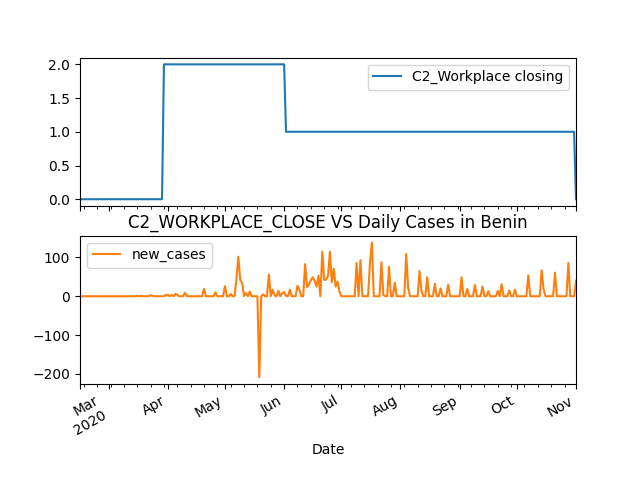 2.0
1.5
1.0
0.5
0.0
C2_Workplace closing
C2_WORKPLACE_CLOSE VS Daily Cases in Benin
100
0
−100
−200
new_cases
Mar
2020
Apr
May
Jun
Jul
Aug
Sep
Oct
Nov
Date